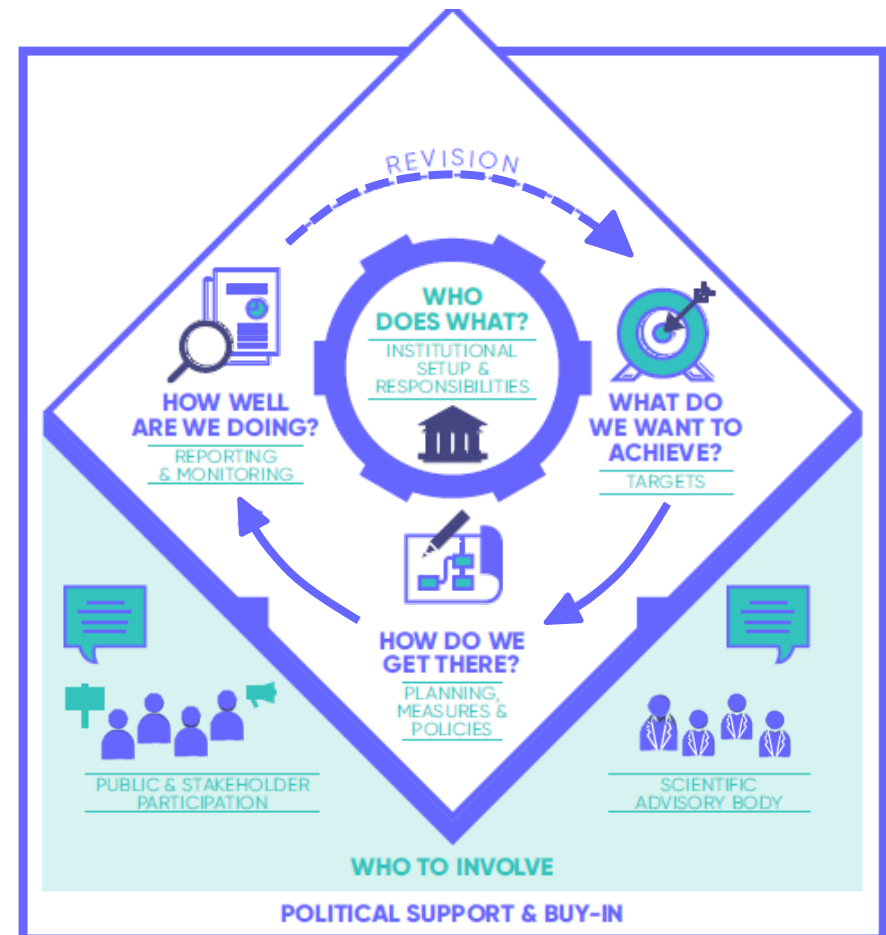 REVISION
WHO
DOES WHAT?
INSTITUTIONAL
SETUP &
RESPONSIBILITIES
HOW WELL
ARE WE DOING?
REPORTING
& MONITORING
WHAT DO
WE WANT TO
ACHIEVE?
TARGETS
HOW DO WE
GET THERE?
PLANNING,
MEASURES &
POLICIES
PUBLIC & STAKEHOLDER
PARTICIPATION
SCIENTIFIC
ADVISORY BODY
WHO TO INVOLVE
POLITICAL SUPPORT & BUY-IN